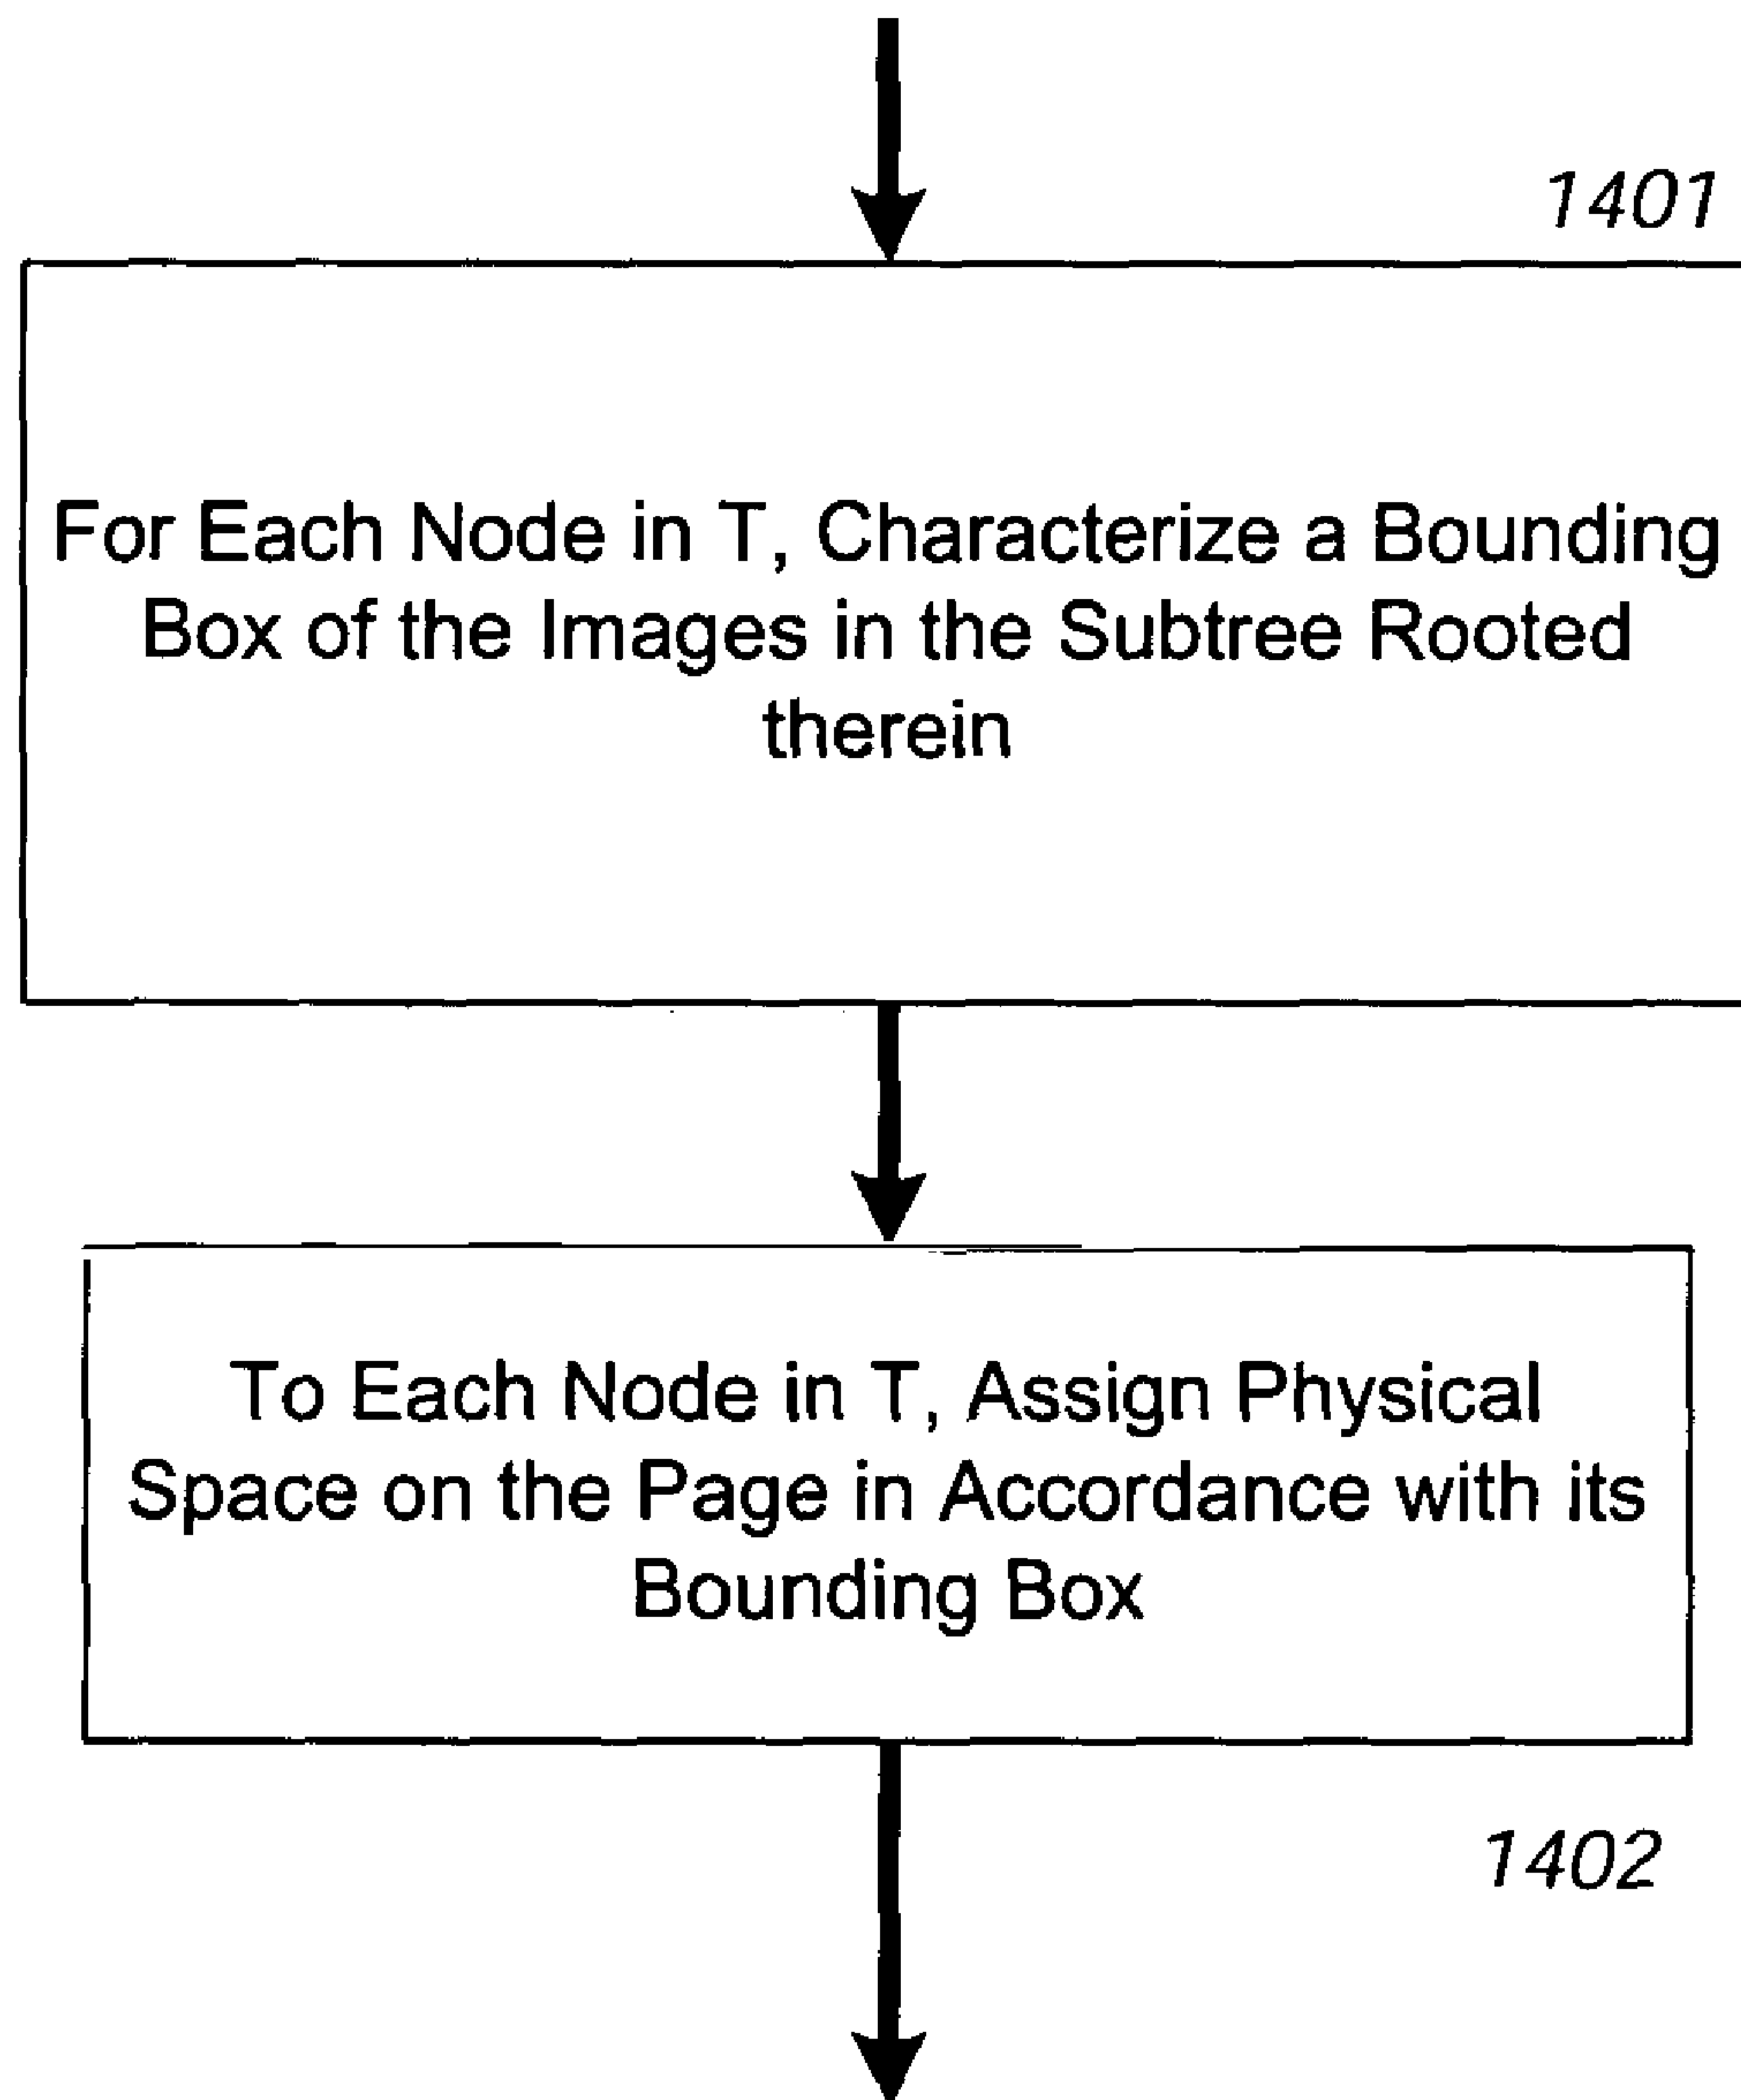 1401
For Each Node in T, Characterize a Bounding
Box of the Images in the Subtree Rooted
therein
To Each Node in T, Assign Physical
Space on the Page in Accordance with its
Bounding Box
1402